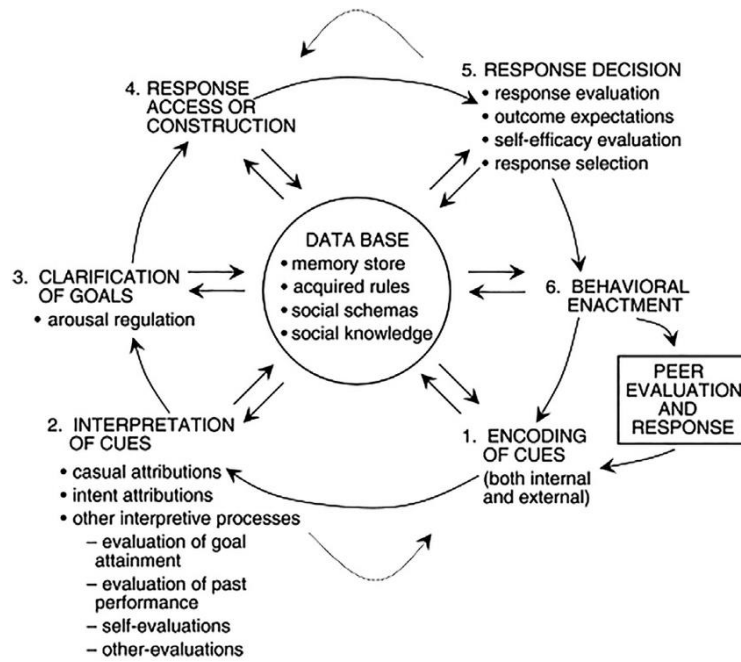 4. RESPONSE
ACCESS OR
CONSTRUCTION
5. RESPONSE DECISION
• response evaluation
• outcome expectations
• self-efficacy evaluation
• response selection
DATA BASE
• memory store
• acquired rules
• social schemas
• social knowledge
3. CLARIFICATION
OF GOALS
• arousal regulation
6. BEHAVIORAL
ENACTMENT
PEER
EVALUATION
AND
RESPONSE
2. INTERPRETATION
OF CUES
• casual attributions
• intent attributions
• other interpretive processes
– evaluation of goal
attainment
– evaluation of past
performance
– self-evaluations
– other-evaluations
1. ENCODING
OF CUES
(both internal
and external)